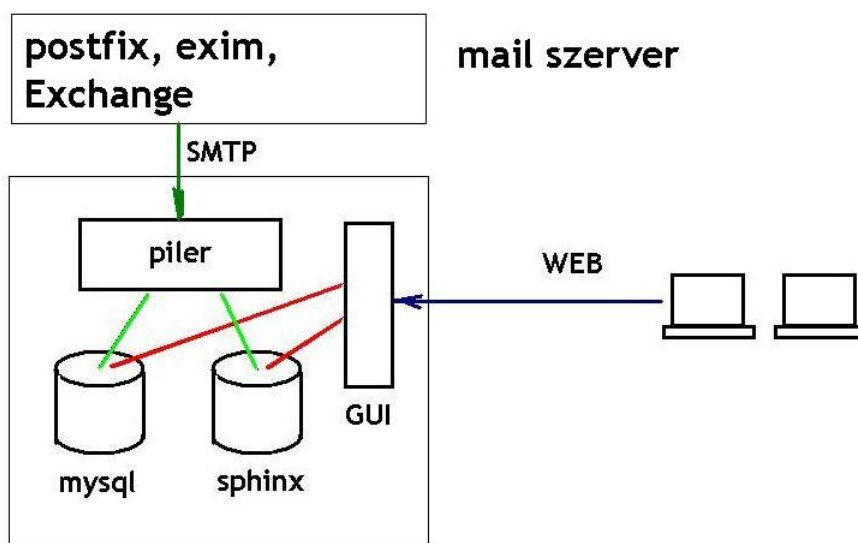 postfix, exim,
Exchange
mail szerver
SMTP
piler
WEB
GUI
mysql
sphinx